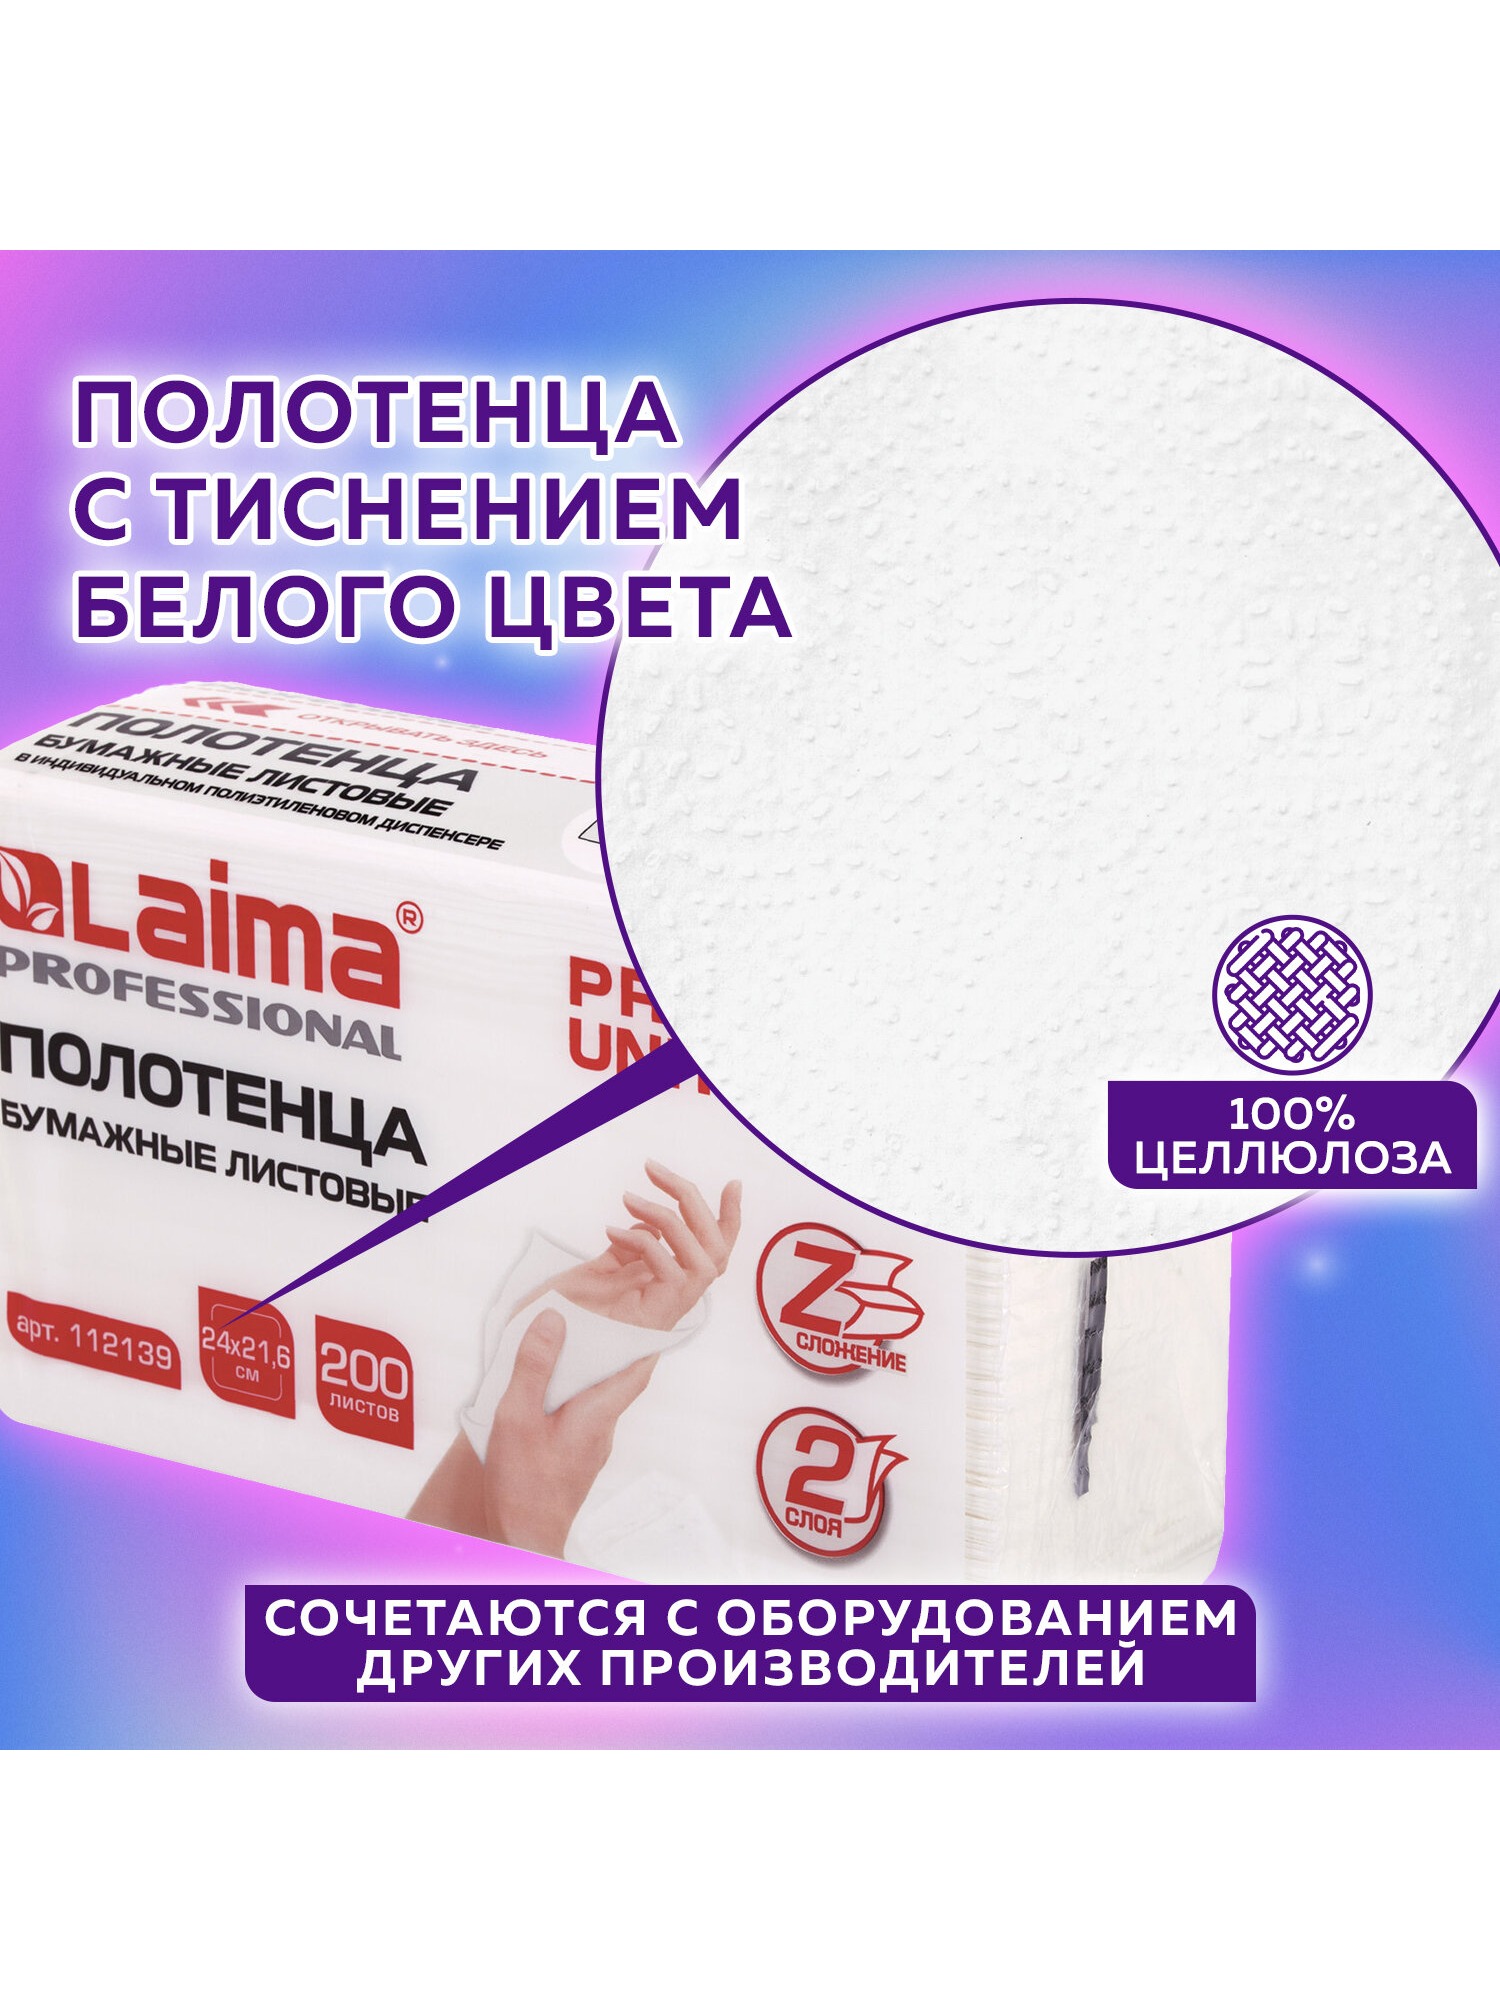 ПОЛОТЕНЦА
С ТИСНЕНИЕМ
БЕЛОГО ЦВЕТА
ОТКРЫВАТЬ ЗДЕСЬ
ПОЛОТЕНЦА
БУМАЖНЫЕ ЛИСТОВЫЕ
В ИНДИВИДУАЛЬНОМ ПОЛИЭТИЛЕНОВОМ ДИСПЕНСЕРЕ
Laima®
PROFESSIONAL
ПОЛОТЕНЦА
БУМАЖНЫЕ ЛИСТОВЫЕ
арт. 112139
24x21,6
см
200
ЛИСТОВ
Z
СЛОЖЕНИЕ
2
СЛОЯ
100%
ЦЕЛЛЮЛОЗА
СОЧЕТАЮТСЯ С ОБОРУДОВАНИЕМ
ДРУГИХ ПРОИЗВОДИТЕЛЕЙ